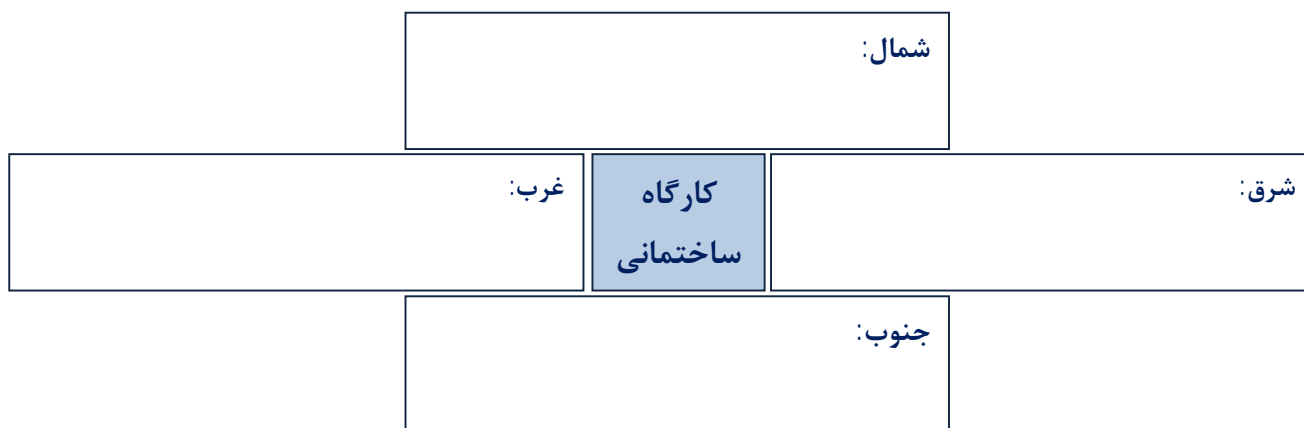 شمال:
شرق:
کارگاه
ساختمانی
غرب:
جنوب: